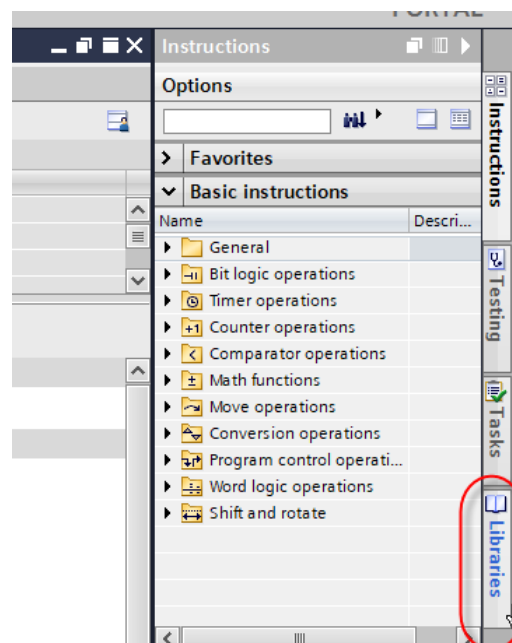 PORTAL
Instructions
Options
Favorites
Basic instructions
Name Descri...
General
Bit logic operations
Timer operations
Counter operations
Comparator operations
Math functions
Move operations
Conversion operations
Program control operati...
Word logic operations
Shift and rotate
Instructions
Testing
Tasks
Libraries